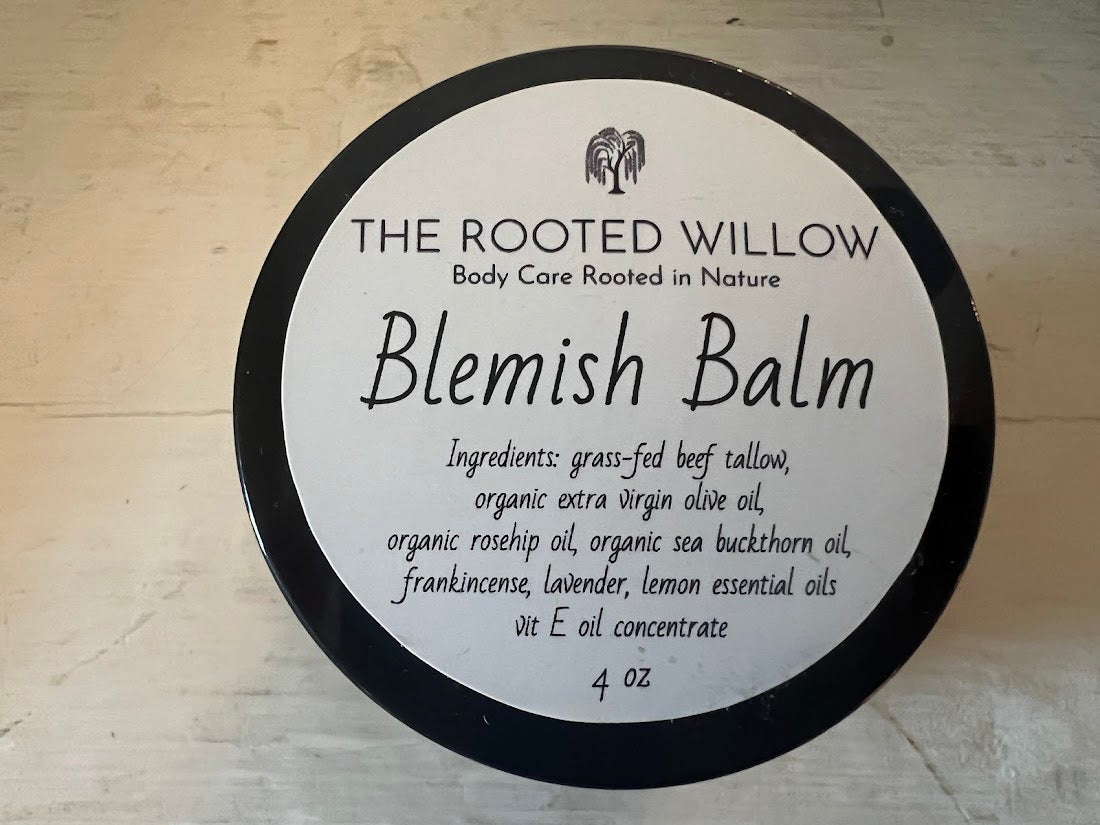 THE ROOTED WILLOW
Body Care Rooted in Nature
Blemish Balm
Ingredients: grass-fed beef tallow,
organic extra virgin olive oil,
organic rosehip oil, organic sea buckthorn oil,
frankincense, lavender, lemon essential oils
vit E oil concentrate
4 oz